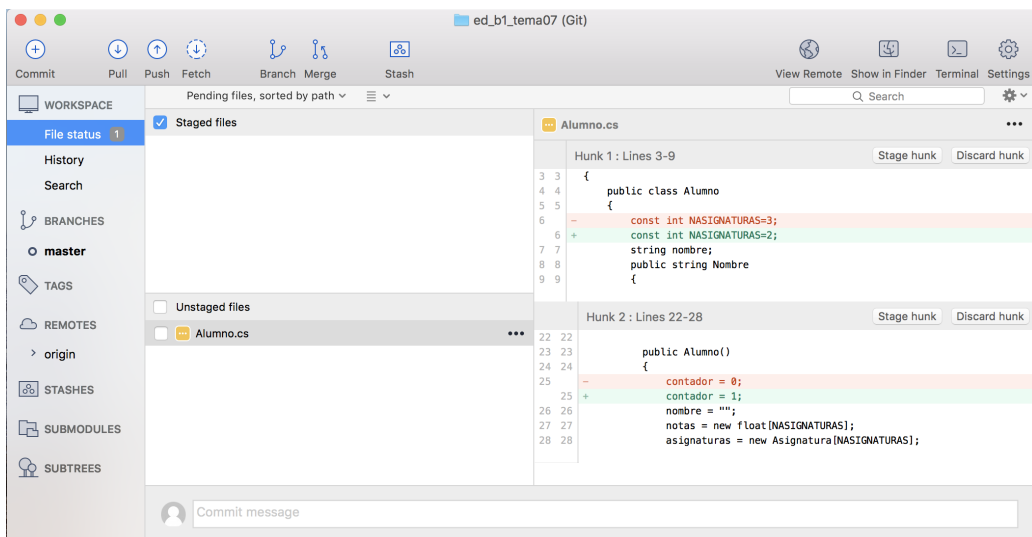 ed_b1_tema07 (Git)
Commit Pull Push Fetch Branch Merge Stash View Remote Show in Finder Terminal Settings
WORKSPACE
File status 1
History
Search
BRANCHES
master
TAGS
REMOTES
origin
STASHES
SUBMODULES
SUBTREES
Pending files, sorted by path
Search
Staged files
Unstaged files
Alumno.cs
Alumno.cs
Hunk 1 : Lines 3-9 Stage hunk Discard hunk
3 3 {
4 4 public class Alumno
5 5 {
6 - const int NASIGNATURAS=3;
6 + const int NASIGNATURAS=2;
7 7 string nombre;
8 8 public string Nombre
9 9 {
Hunk 2 : Lines 22-28 Stage hunk Discard hunk
22 22
23 23 public Alumno()
24 24 {
25 - contador = 0;
25 + contador = 1;
26 26 nombre = "";
27 27 notas = new float[NASIGNATURAS];
28 28 asignaturas = new Asignatura[NASIGNATURAS];
Commit message